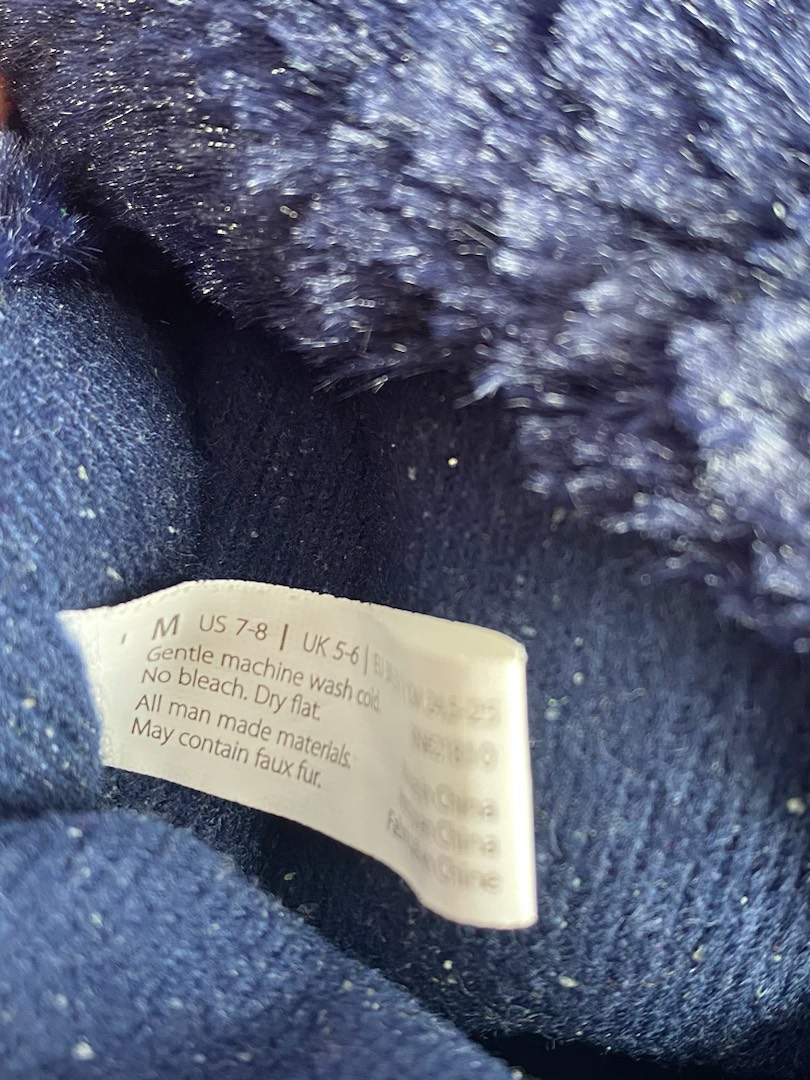 M US 7-8 | UK 5-6 |
Gentle machine wash cold.
No bleach. Dry flat.
All man made materials.
May contain faux fur.
China
China
Chine